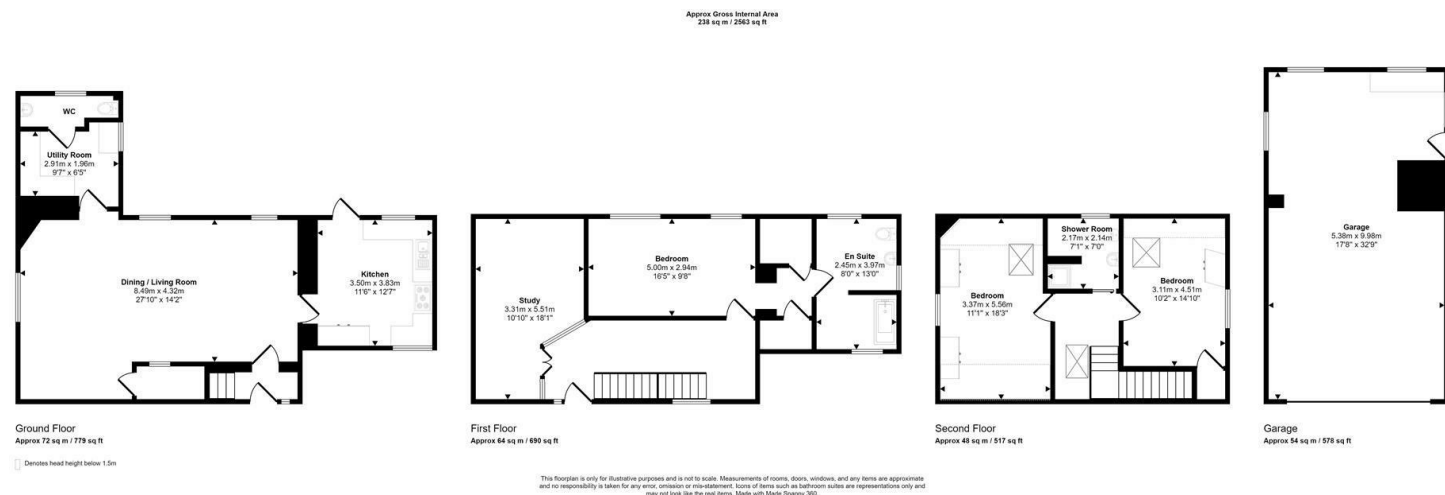 Approx Gross Internal Area
238 sq m / 2563 sq ft
WC
Utility Room
2.91m x 1.96m
9'7" x 6'5"
Dining / Living Room
8.49m x 4.32m
27'10" x 14'2"
Kitchen
3.50m x 3.83m
11'6" x 12'7"
Ground Floor
Approx 72 sq m / 779 sq ft
Denotes head height below 1.5m
Study
3.31m x 5.51m
10'10" x 18'1"
Bedroom
5.00m x 2.94m
16'5" x 9'8"
En Suite
2.45m x 3.97m
8'0" x 13'0"
First Floor
Approx 64 sq m / 690 sq ft
Bedroom
3.37m x 5.56m
11'1" x 18'3"
Shower Room
2.17m x 2.14m
7'1" x 7'0"
Bedroom
3.11m x 4.51m
10'2" x 14'10"
Second Floor
Approx 48 sq m / 517 sq ft
Garage
5.38m x 9.98m
17'8" x 32'9"
Garage
Approx 54 sq m / 578 sq ft
This floorplan is only for illustrative purposes and is not to scale. Measurements of rooms, doors, windows, and any items are approximate
and no responsibility is taken for any error, omission or mis-statement. Icons of items such as bathroom suites are representations only and
may not look like the real items. Made with Made Snappy 360.